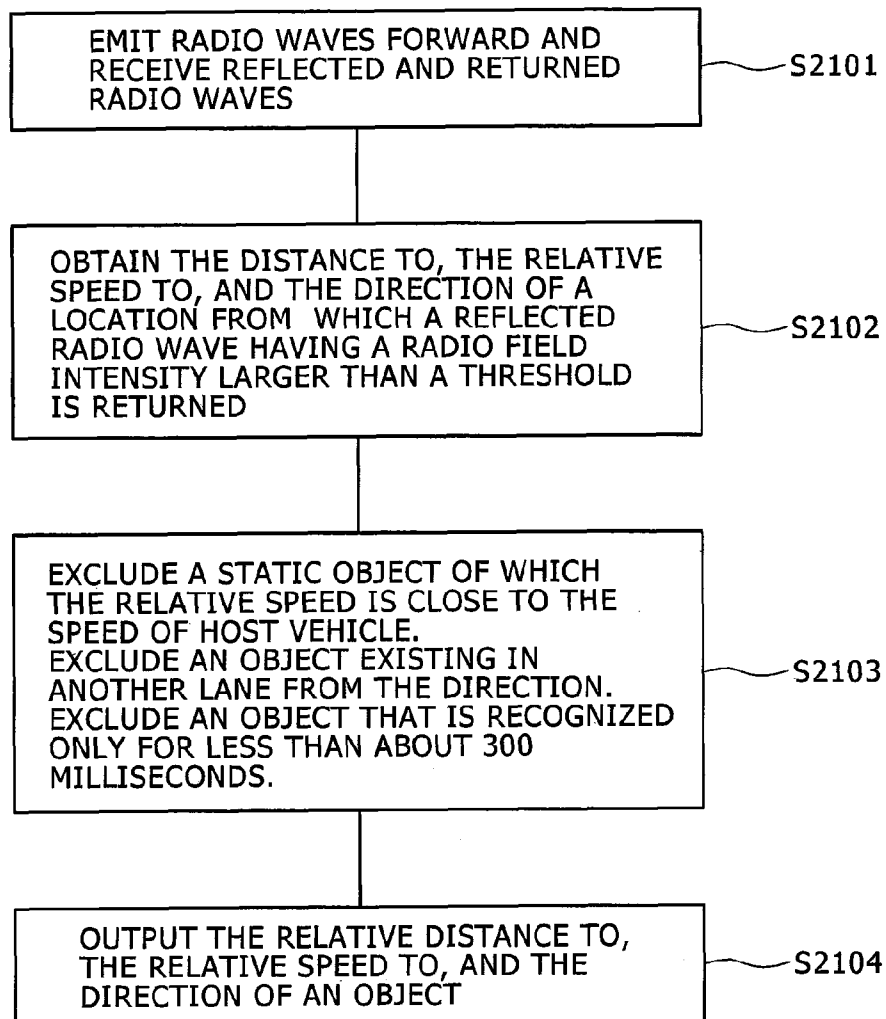 EMIT RADIO WAVES FORWARD AND
RECEIVE REFLECTED AND RETURNED
RADIO WAVES
S2101
OBTAIN THE DISTANCE TO, THE RELATIVE
SPEED TO, AND THE DIRECTION OF A
LOCATION FROM WHICH A REFLECTED
RADIO WAVE HAVING A RADIO FIELD
INTENSITY LARGER THAN A THRESHOLD
IS RETURNED
S2102
EXCLUDE A STATIC OBJECT OF WHICH
THE RELATIVE SPEED IS CLOSE TO THE
SPEED OF HOST VEHICLE.
EXCLUDE AN OBJECT EXISTING IN
ANOTHER LANE FROM THE DIRECTION.
EXCLUDE AN OBJECT THAT IS RECOGNIZED
ONLY FOR LESS THAN ABOUT 300
MILLISECONDS.
S2103
OUTPUT THE RELATIVE DISTANCE TO,
THE RELATIVE SPEED TO, AND THE
DIRECTION OF AN OBJECT
S2104